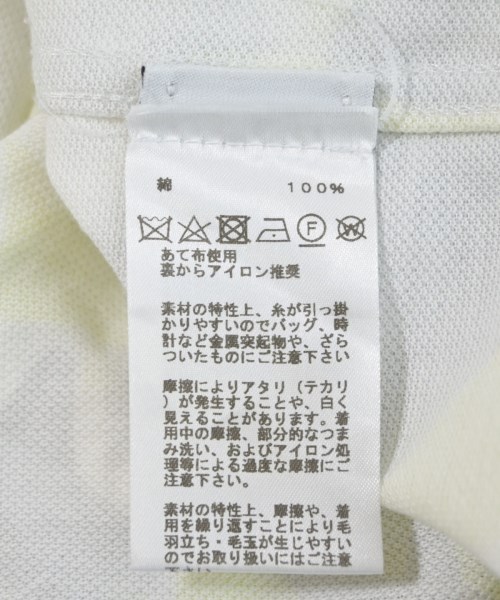 綿 100%
F W
あて布使用
裏からアイロン推奨
素材の特性上、糸が引っ掛
かりやすいのでバッグ、時
計など金属突起物や、ざら
ついたものにご注意下さい
摩擦によりアタリ（テカリ
）が発生することや、白く
見えることがあります。着
用中の摩擦、部分的なつま
み洗い、およびアイロン処
理等による過度な摩擦にご
注意下さい。
素材の特性上、摩擦や、着
用を繰り返すことにより毛
羽立ち・毛玉が生じやすい
のでお取り扱いにはご注意
下さい。